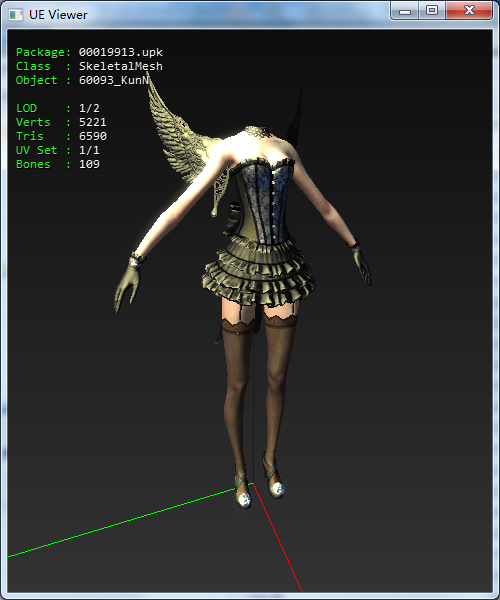 UE Viewer
Package: 00019913.upk
Class : SkeletalMesh
Object : 60093_KunN
LOD : 1/2
Verts : 5221
Tris : 6590
UV Set : 1/1
Bones : 109